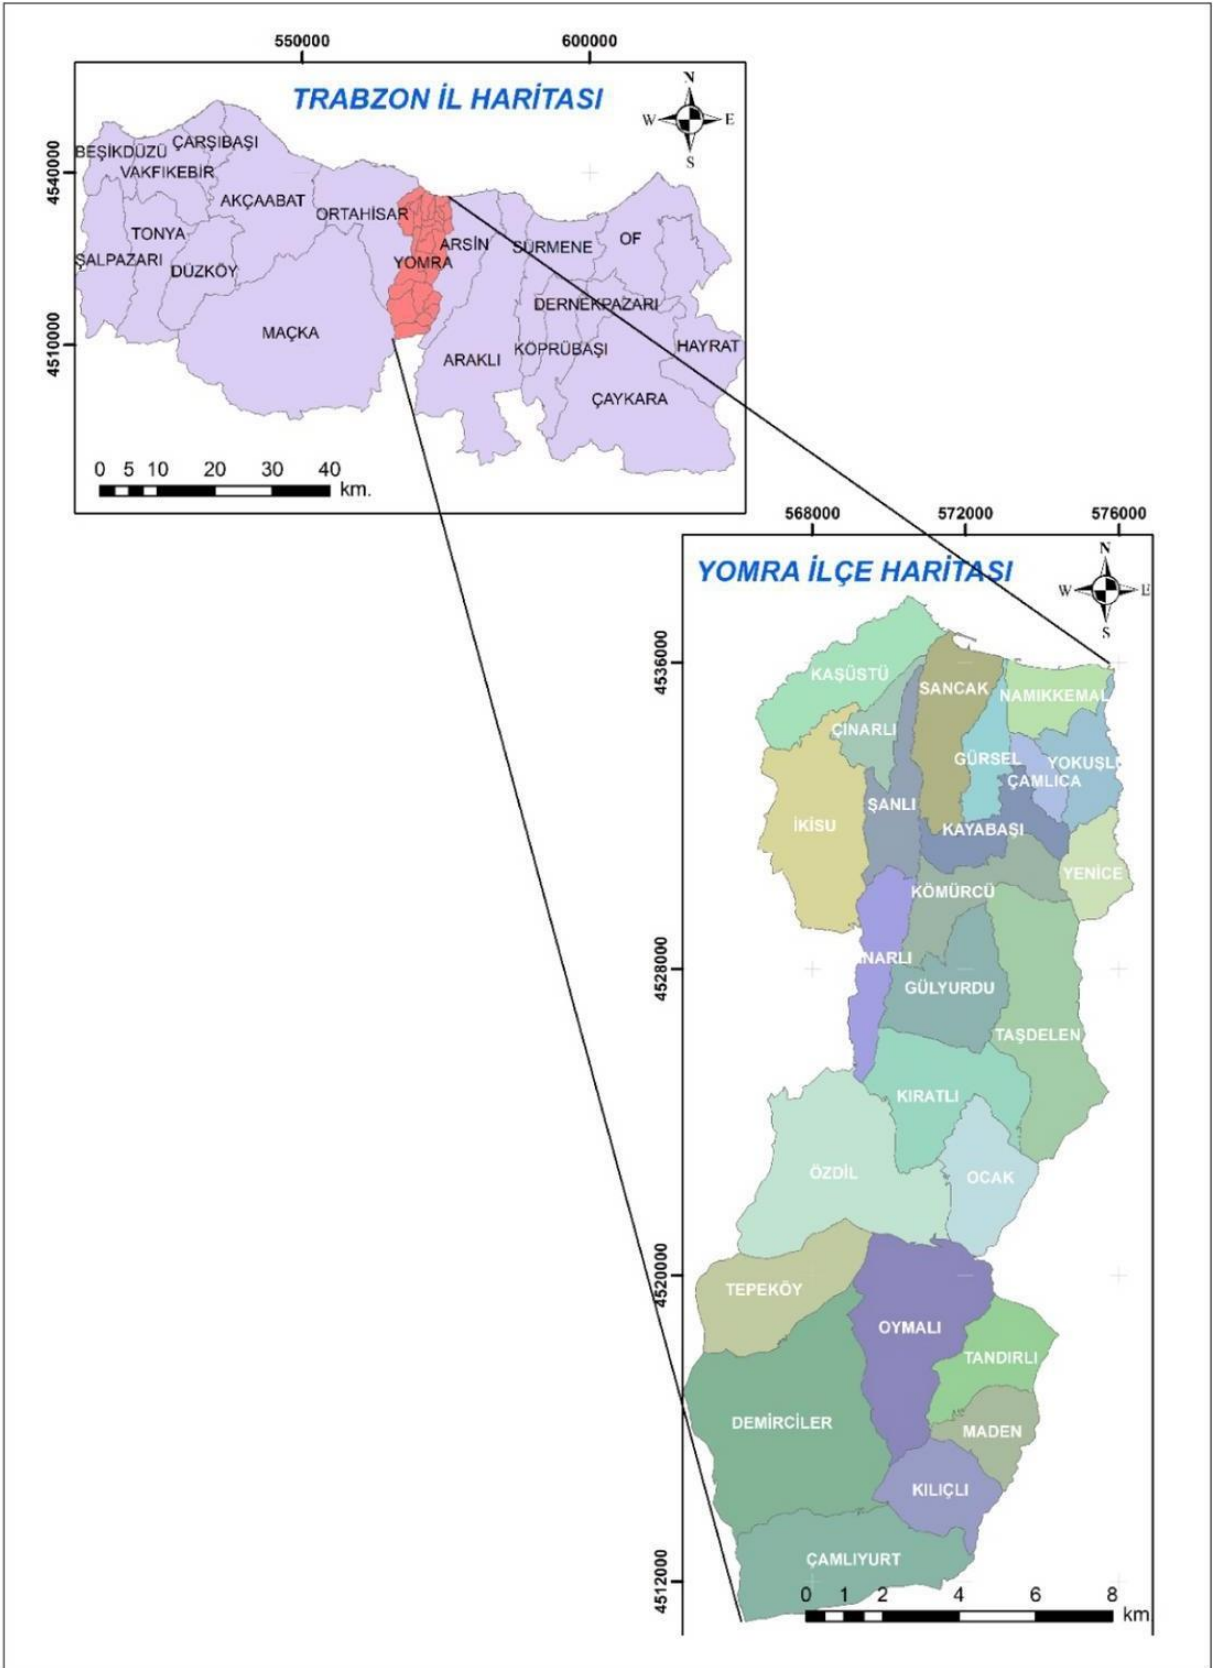 550000 600000
TRABZON İL HARİTASI
N
W E
S
4540000
4510000
BEŞİKDÜZÜ
ÇARŞIBAŞI
VAKFIKEBİR
AKÇAABAT
ORTAHİSAR
TONYA
ŞALPAZARI
DÜZKÖY
YOMRA
ARSİN
SÜRMENE
OF
MAÇKA
DERNEKPAZARI
ARAKLI
KÖPRÜBAŞI
HAYRAT
ÇAYKARA
0 5 10 20 30 40
km.
568000 572000 576000
YOMRA İLÇE HARİTASI
N
W
S
4536000
4528000
4520000
4512000
KAŞÜSTÜ
SANCAK
NAMIKKEMAL
ÇINARLI
GÜRSEL
YOKUŞL
ÇAMLICA
ŞANLI
İKİSU
KAYABAŞI
YENİCE
KÖMÜRCÜ
INARLI
GÜLYURDU
TAŞDELEN
KIRATLI
ÖZDİL
OCAK
TEPEKÖY
OYMALI
TANDIRLI
DEMİRCİLER
MADEN
KILIÇLI
ÇAMLIYURT
0 1 2 4 6 8
km